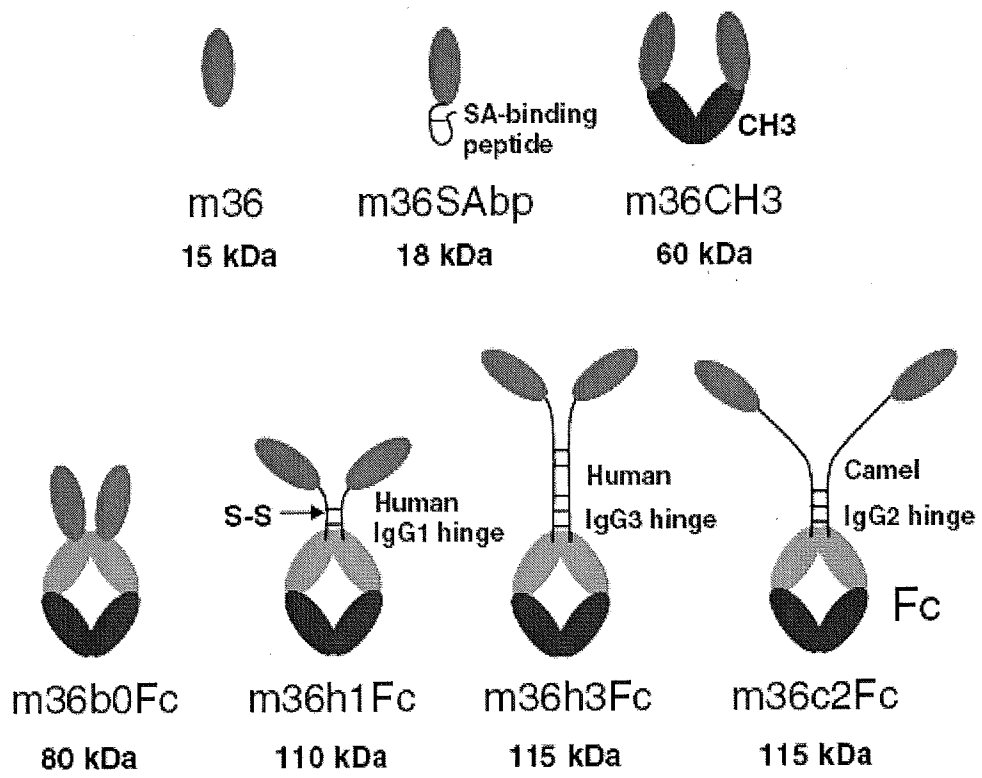 SA-binding
peptide
CH3
m36
m36SAbp
m36CH3
15 kDa
18 kDa
60 kDa
S-S
Human
IgG1 hinge
Human
IgG3 hinge
Camel
IgG2 hinge
Fc
m36b0Fc
m36h1Fc
m36h3Fc
m36c2Fc
80 kDa
110 kDa
115 kDa
115 kDa